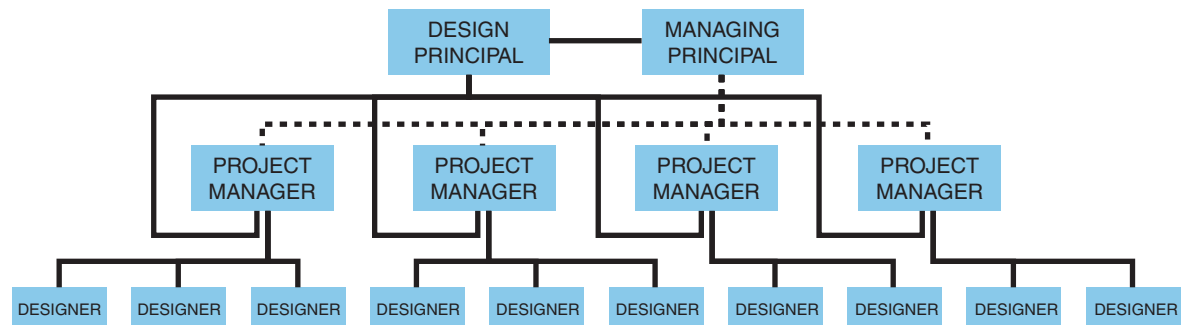 DESIGN
PRINCIPAL
MANAGING
PRINCIPAL
PROJECT
MANAGER
PROJECT
MANAGER
PROJECT
MANAGER
PROJECT
MANAGER
DESIGNER
DESIGNER
DESIGNER
DESIGNER
DESIGNER
DESIGNER
DESIGNER
DESIGNER
DESIGNER
DESIGNER